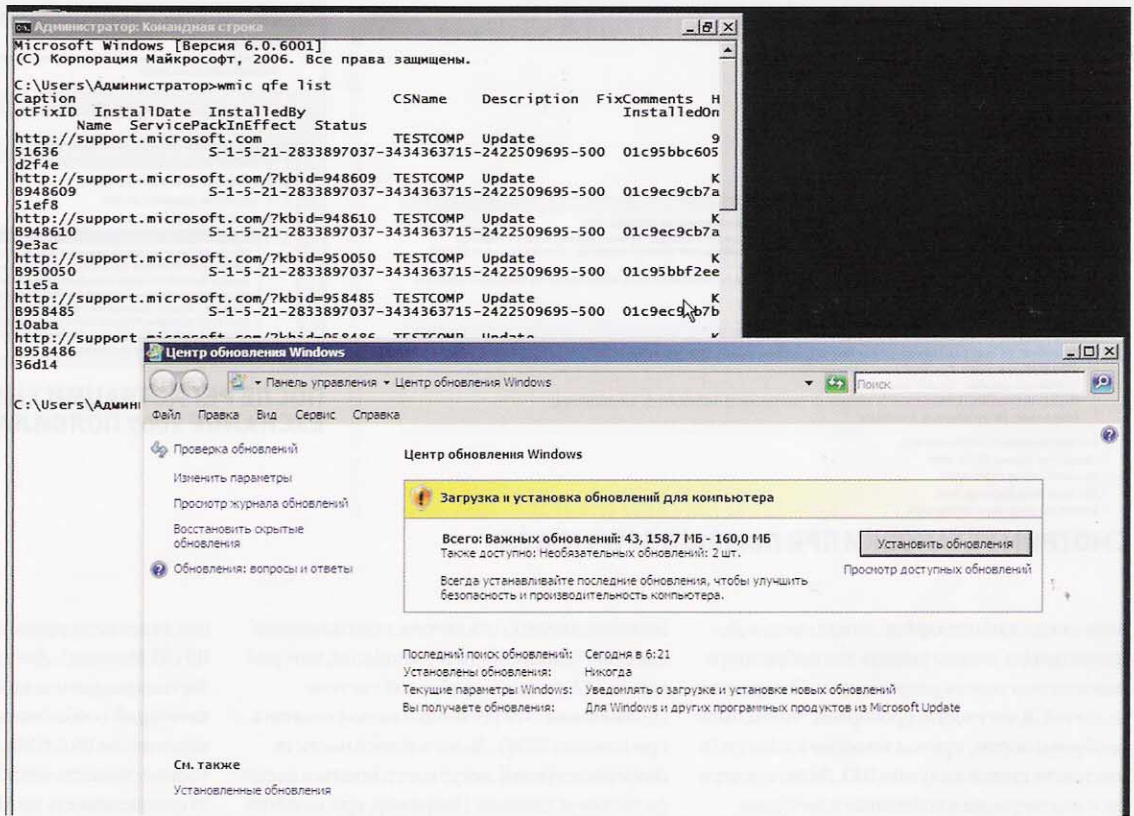 Администратор: Командная строка
Microsoft Windows [Версия 6.0.6001]
(C) Корпорация Майкрософт, 2006. Все права защищены.
C:\Users\Администратор>wmic qfe list
Caption CSName Description FixComments H
otFixID InstallDate InstalledBy InstalledOn
Name ServicePackInEffect Status
http://support.microsoft.com TESTCOMP Update 9
51636 S-1-5-21-2833897037-3434363715-2422509695-500 01c95bbc605
d2f4e
http://support.microsoft.com/?kbid=948609 TESTCOMP Update K
B948609 S-1-5-21-2833897037-3434363715-2422509695-500 01c9ec9cb7a
51ef8
http://support.microsoft.com/?kbid=948610 TESTCOMP Update K
B948610 S-1-5-21-2833897037-3434363715-2422509695-500 01c9ec9cb7a
9e3ac
http://support.microsoft.com/?kbid=950050 TESTCOMP Update K
B950050 S-1-5-21-2833897037-3434363715-2422509695-500 01c95bbf2ee
11e5a
http://support.microsoft.com/?kbid=958485 TESTCOMP Update K
B958485 S-1-5-21-2833897037-3434363715-2422509695-500
10aba
http://support.microsoft.com/?kbid=958486 TESTCOMP Update K
B958486
36d14
C:\Users\Админ
Центр обновления Windows
Панель управления Центр обновления Windows Поиск
Файл Правка Вид Сервис Справка
Проверка обновлений
Изменить параметры
Просмотр журнала обновлений
Восстановить скрытые
обновления
Обновления: вопросы и ответы
Центр обновления Windows
Загрузка и установка обновлений для компьютера
Всего: Важных обновлений: 43, 158,7 МБ - 160,0 МБ
Также доступно: Необязательных обновлений: 2 шт.
Установить обновления
Просмотр доступных обновлений
Всегда устанавливайте последние обновления, чтобы улучшить
безопасность и производительность компьютера.
Последний поиск обновлений: Сегодня в 6:21
Установлены обновления: Никогда
Текущие параметры Windows: Уведомлять о загрузке и установке новых обновлений
Вы получаете обновления: Для Windows и других программных продуктов из Microsoft Update
См. также
Установленные обновления